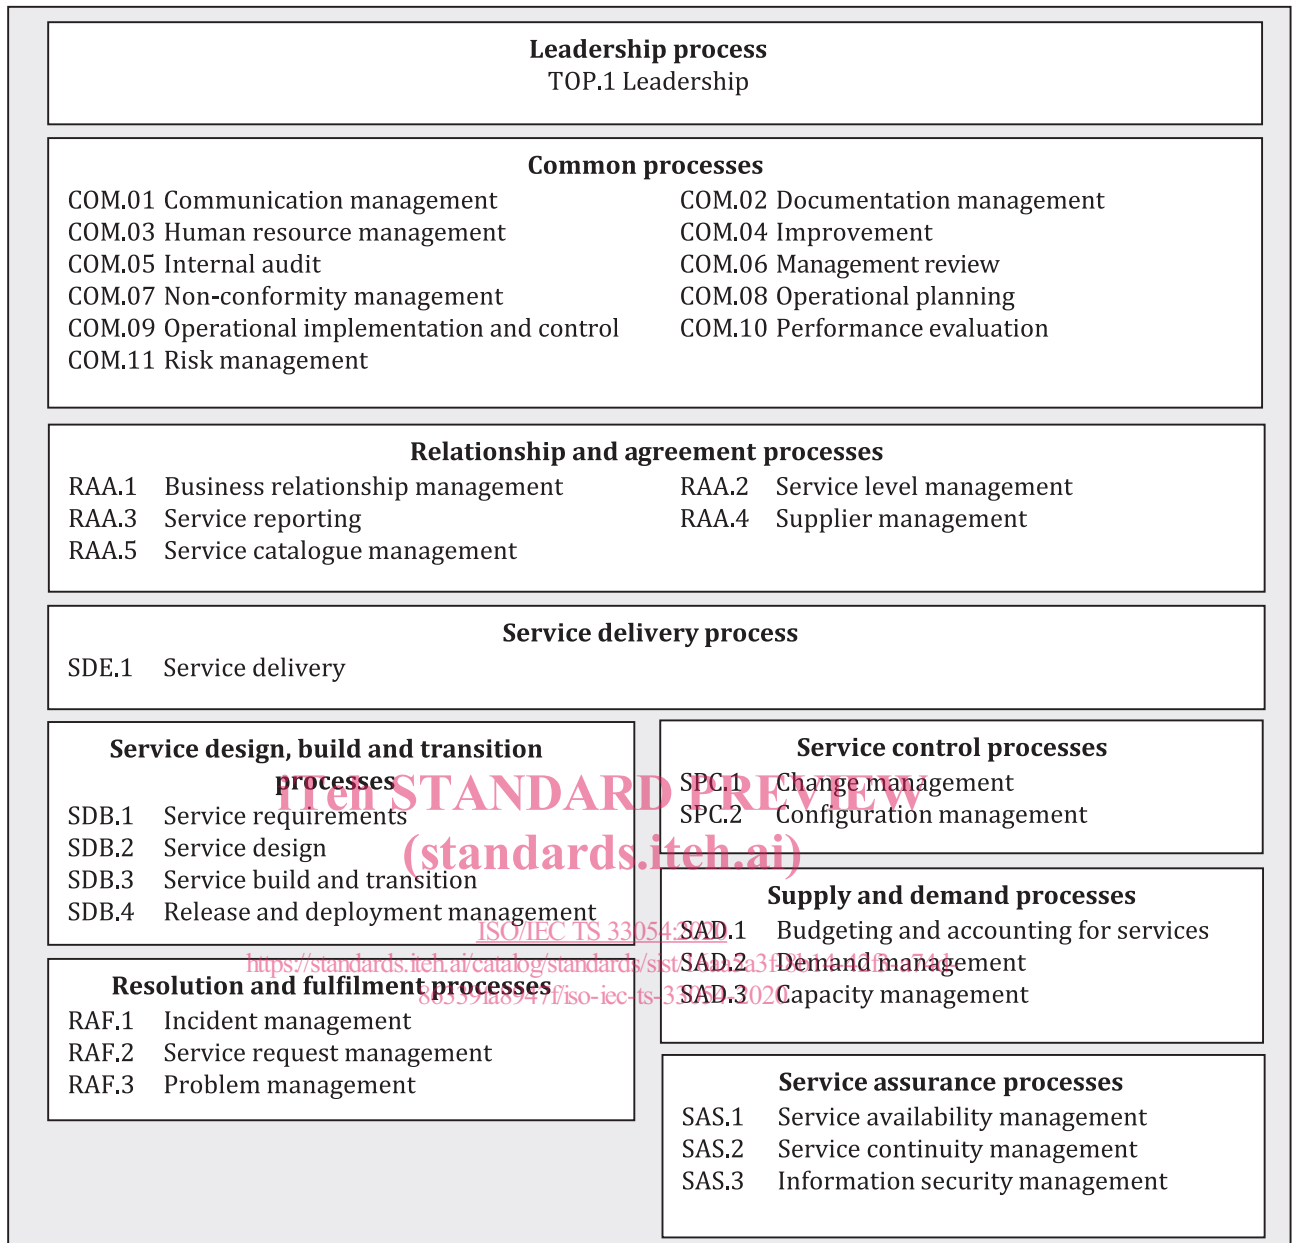 Leadership process
TOP.1 Leadership
Common processes
COM.01 Communication management
COM.02 Documentation management
COM.03 Human resource management
COM.04 Improvement
COM.05 Internal audit
COM.06 Management review
COM.07 Non-conformity management
COM.08 Operational planning
COM.09 Operational implementation and control
COM.10 Performance evaluation
COM.11 Risk management
Relationship and agreement processes
RAA.1 Business relationship management
RAA.2 Service level management
RAA.3 Service reporting
RAA.4 Supplier management
RAA.5 Service catalogue management
Service delivery process
SDE.1 Service delivery
Service design, build and transition
processes
SDB.1 Service requirements
SDB.2 Service design
SDB.3 Service build and transition
SDB.4 Release and deployment management
Resolution and fulfilment processes
RAF.1 Incident management
RAF.2 Service request management
RAF.3 Problem management
Service control processes
SPC.1 Change management
SPC.2 Configuration management
Supply and demand processes
SAD.1 Budgeting and accounting for services
SAD.2 Demand management
SAD.3 Capacity management
Service assurance processes
SAS.1 Service availability management
SAS.2 Service continuity management
SAS.3 Information security management
iTeh STANDARD PREVIEW
(standards.iteh.ai)
ISO/IEC TS 33054:2020